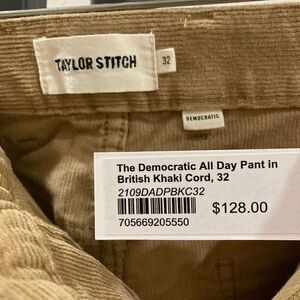 TAYLOR STITCH
32
DEMOCRATIC
The Democratic All Day Pant in
British Khaki Cord, 32
2109DADPBKC32
$128.00
705669205550